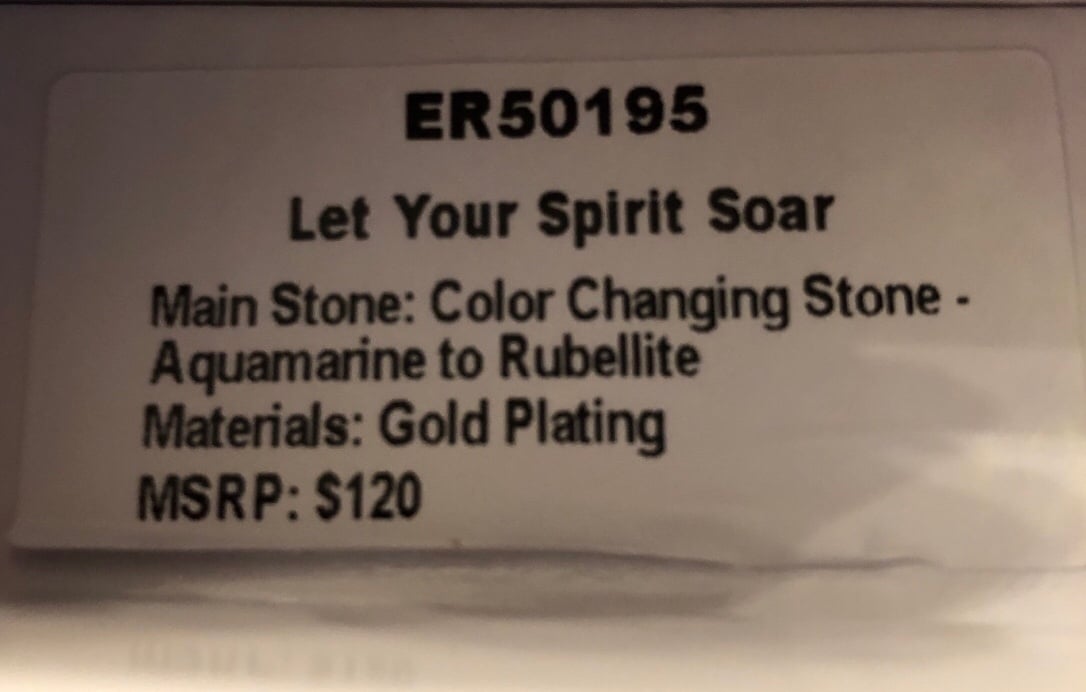 ER50195
Let Your Spirit Soar
Main Stone: Color Changing Stone -
Aquamarine to Rubellite
Materials: Gold Plating
MSRP: $120